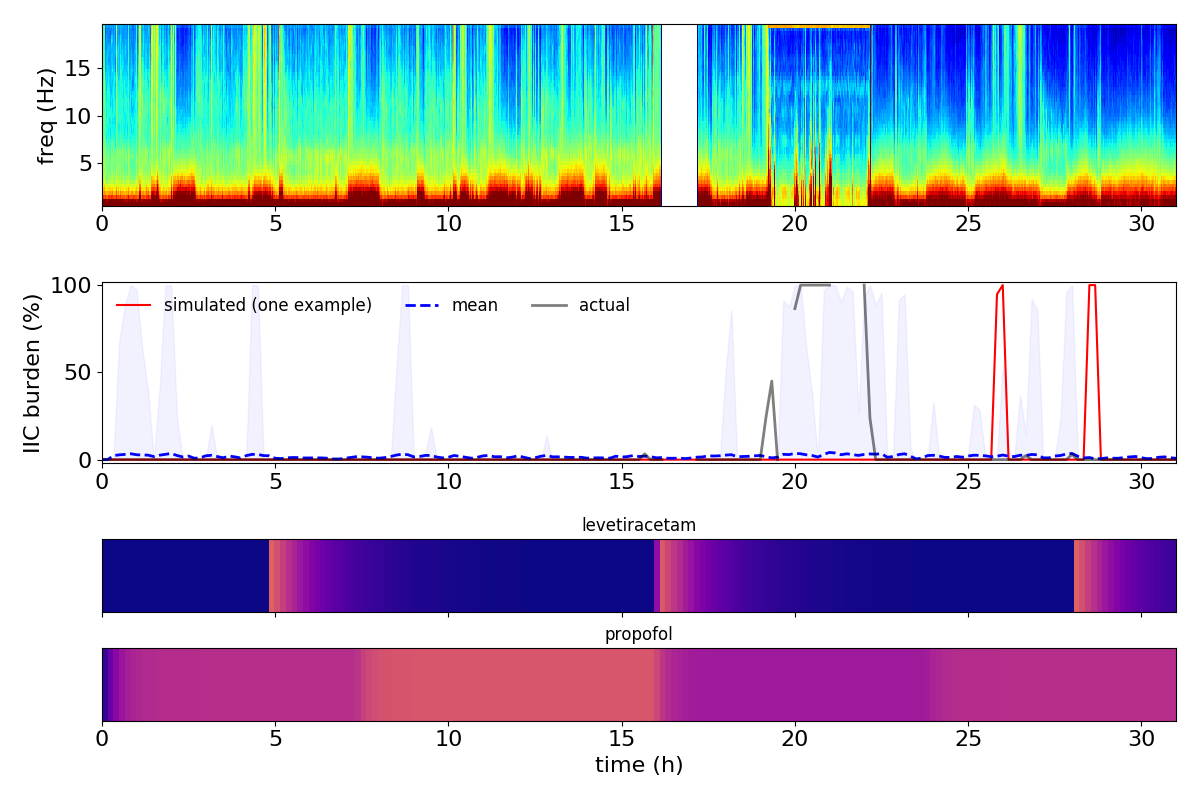 freq (Hz)
15
10
5
0 5 10 15 20 25 30
IIC burden (%)
100
50
0
simulated (one example) mean actual
0 5 10 15 20 25 30
levetiracetam
propofol
0 5 10 15 20 25 30
time (h)